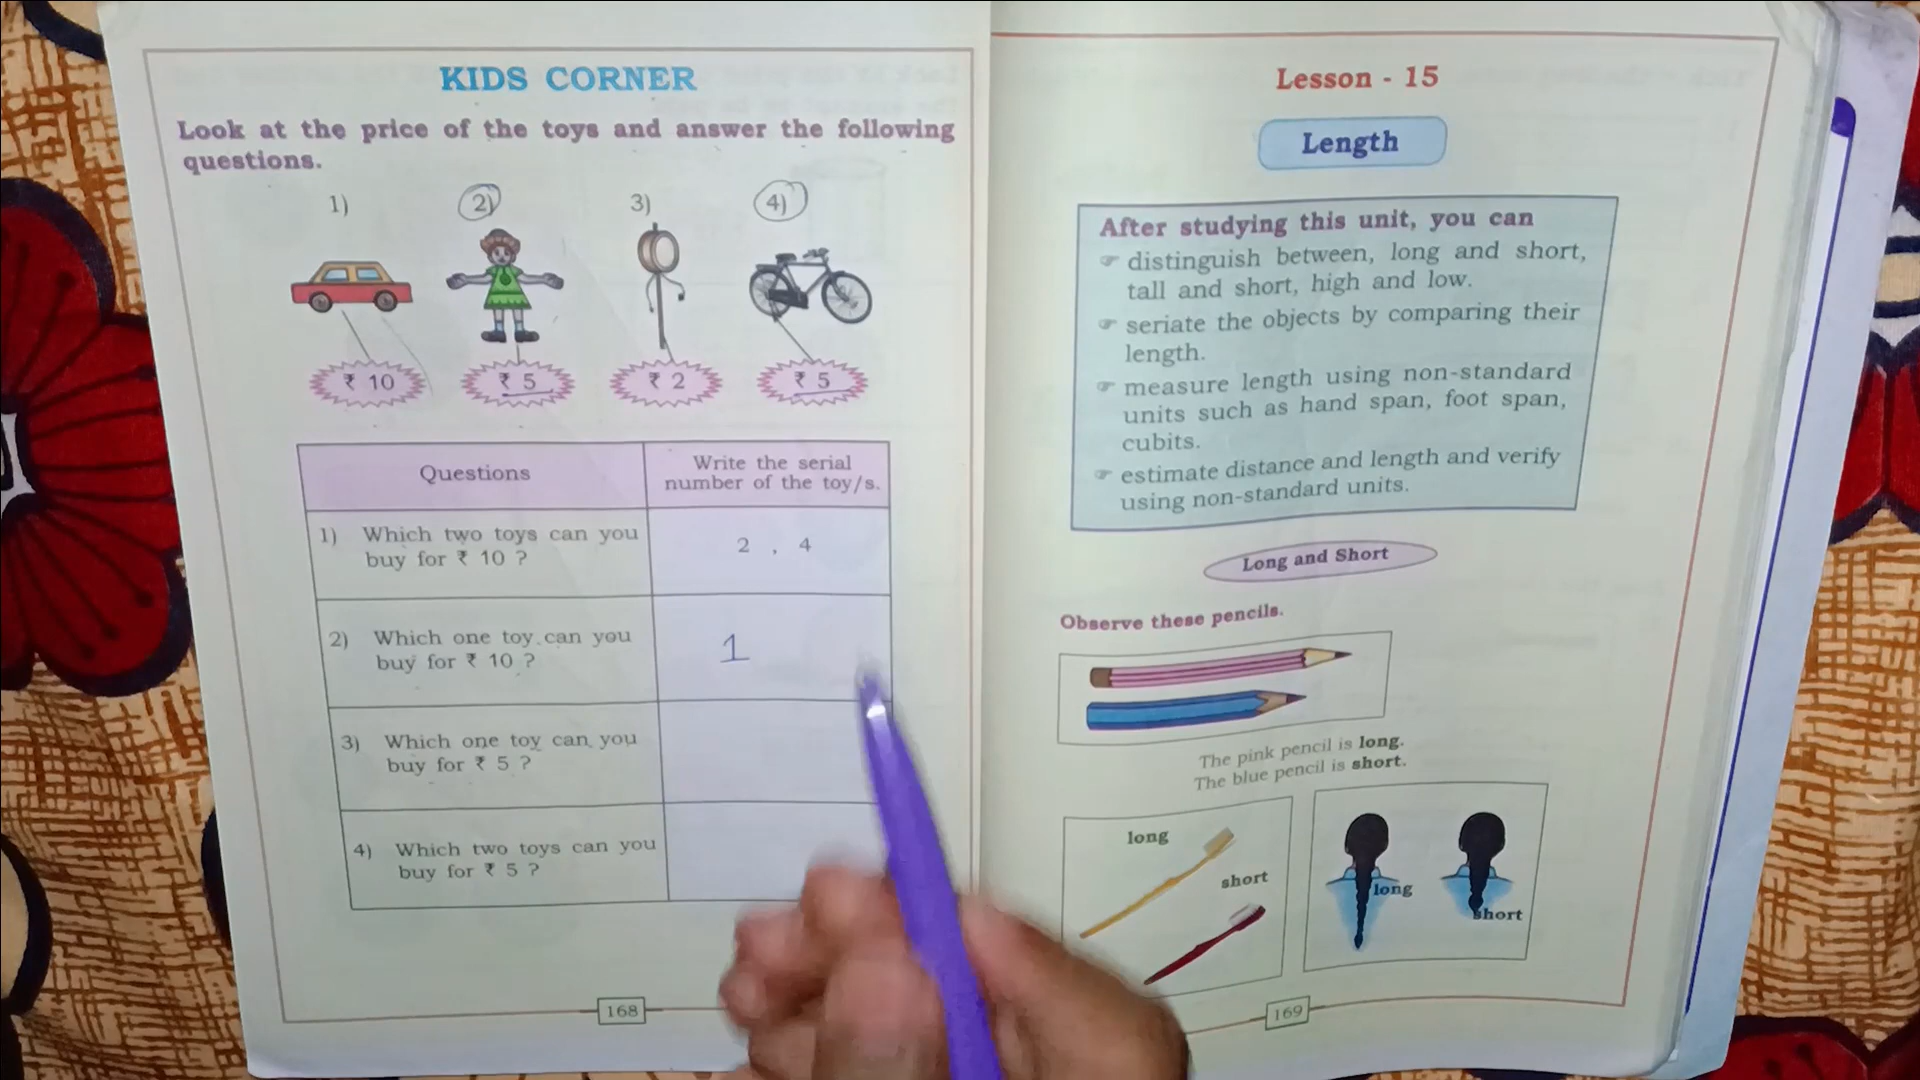 KIDS CORNER
Look at the price of the toys and answer the following
questions.
1)
2)
3)
4)
₹ 10
₹ 5
₹ 2
₹ 5
Questions
Write the serial
number of the toy/s.
1) Which two toys can you
buy for ₹ 10 ?
2 , 4
2) Which one toy can you
buy for ₹ 10 ?
1
3) Which one toy can you
buy for ₹ 5 ?
4) Which two toys can you
buy for ₹ 5 ?
168
Lesson - 15
Length
After studying this unit, you can
☞ distinguish between, long and short,
tall and short, high and low.
☞ seriate the objects by comparing their
length.
☞ measure length using non-standard
units such as hand span, foot span,
cubits.
☞ estimate distance and length and verify
using non-standard units.
Long and Short
Observe these pencils.
The pink pencil is long.
The blue pencil is short.
long
short
long
short
169